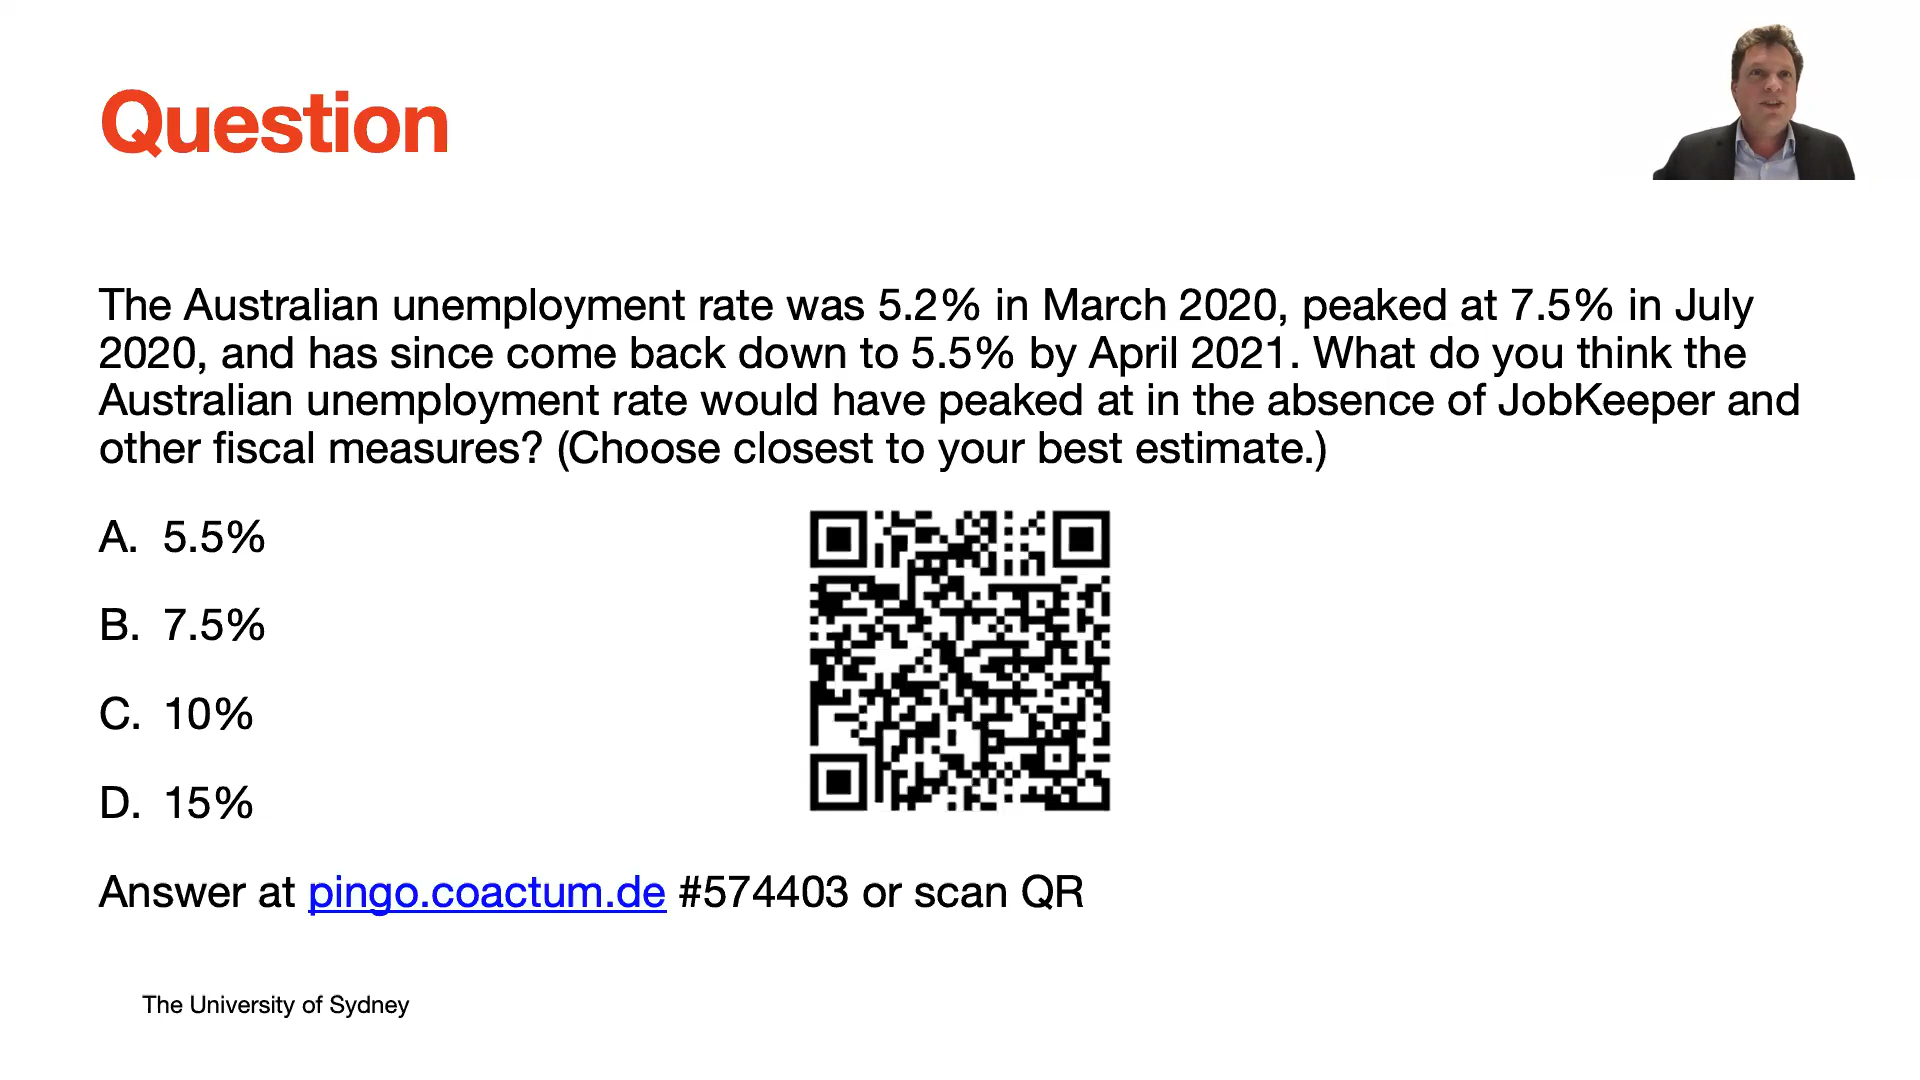 Question
The Australian unemployment rate was 5.2% in March 2020, peaked at 7.5% in July
2020, and has since come back down to 5.5% by April 2021. What do you think the
Australian unemployment rate would have peaked at in the absence of JobKeeper and
other fiscal measures? (Choose closest to your best estimate.)
A. 5.5%
B. 7.5%
C. 10%
D. 15%
Answer at pingo.coactum.de #574403 or scan QR
The University of Sydney